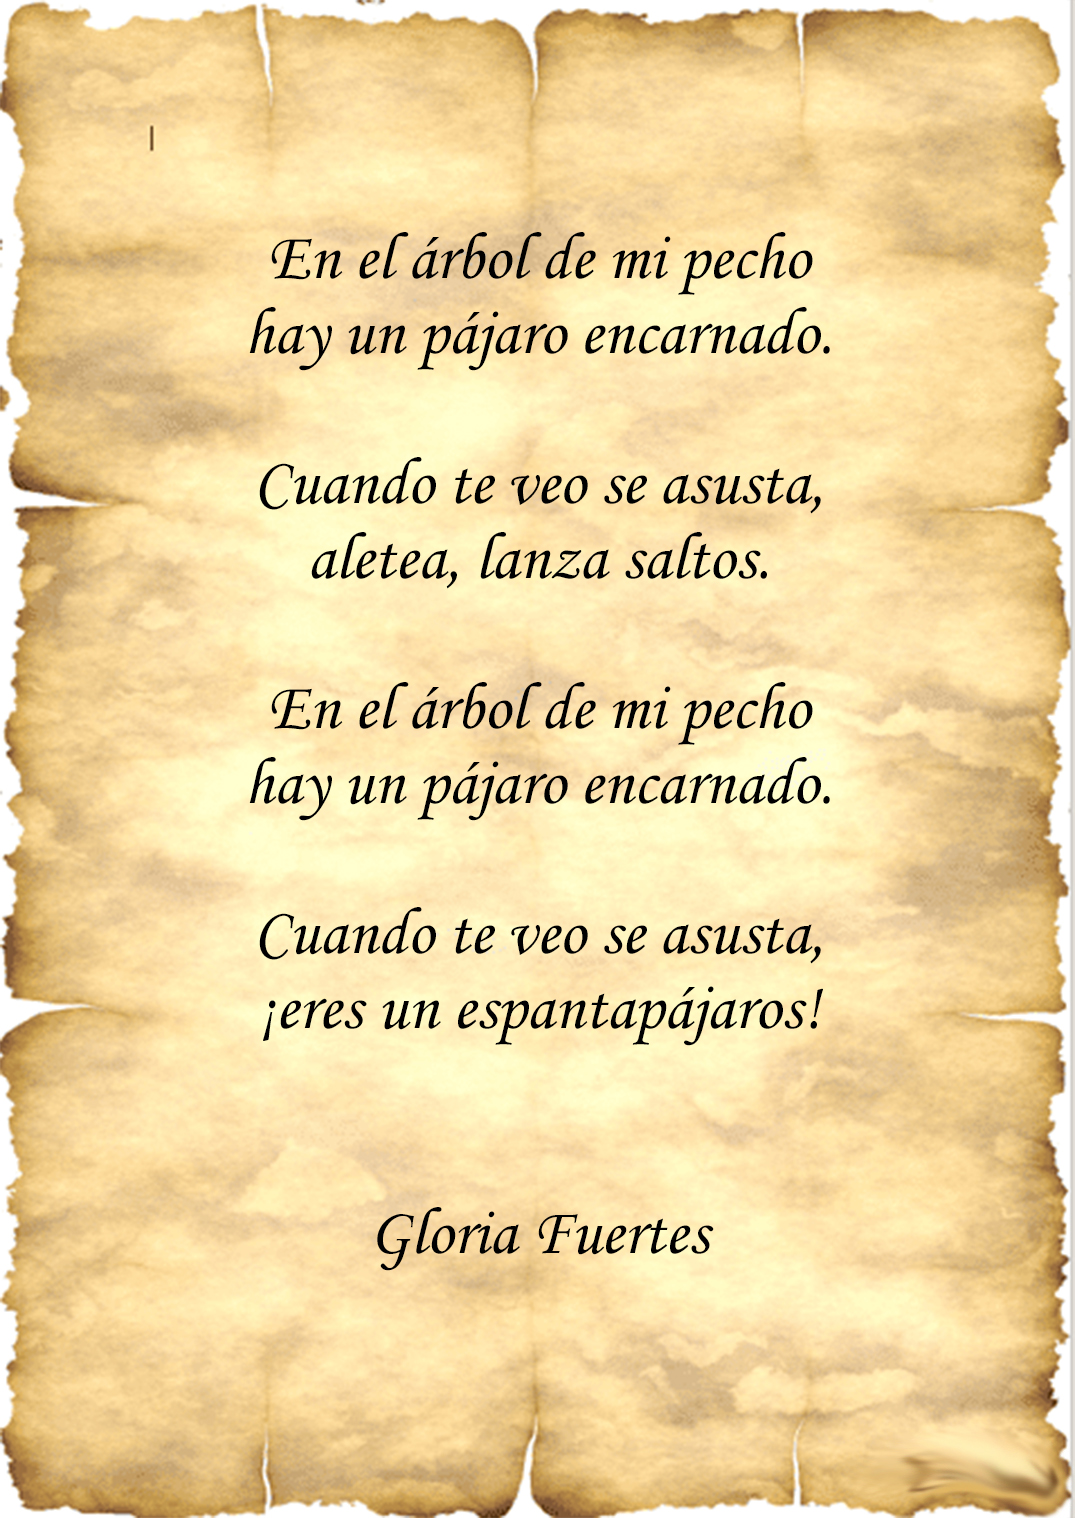 En el árbol de mi pecho
hay un pájaro encarnado.
Cuando te veo se asusta,
aletea, lanza saltos.
En el árbol de mi pecho
hay un pájaro encarnado.
Cuando te veo se asusta,
¡eres un espantapájaros!
Gloria Fuertes